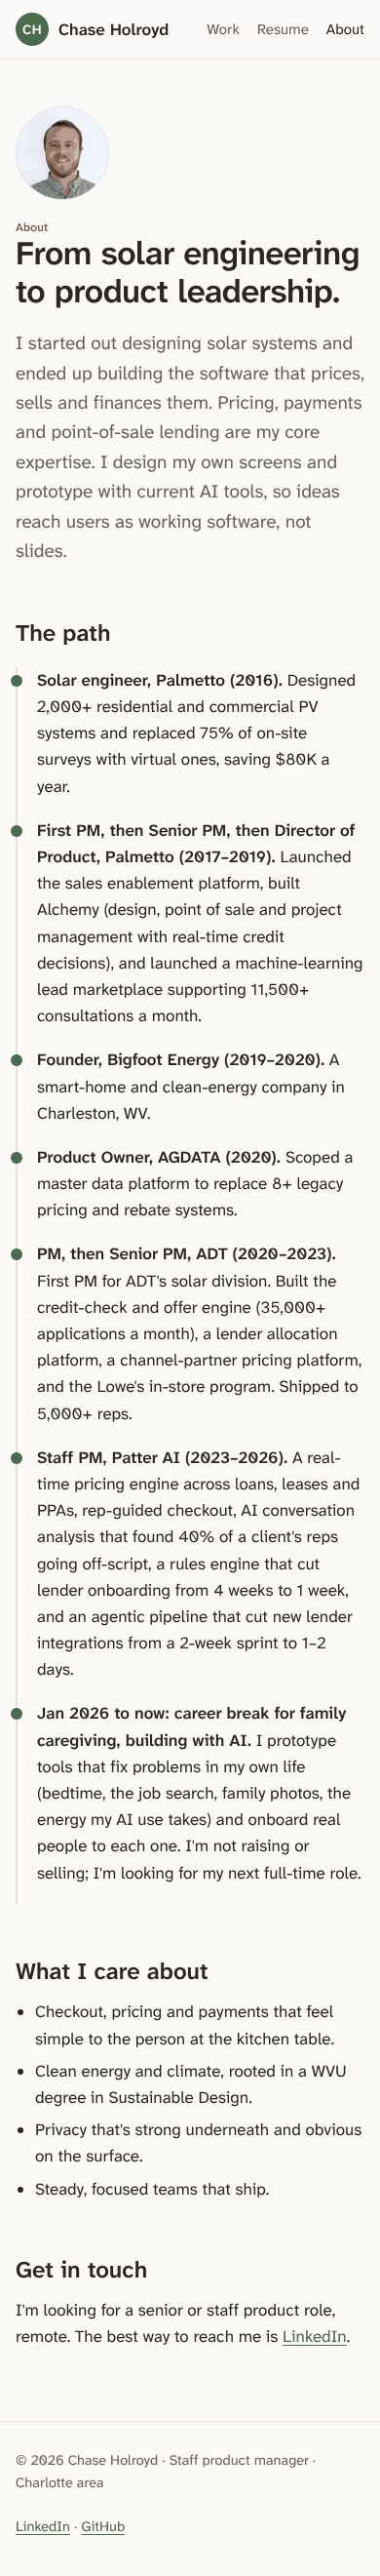 CH Chase Holroyd Work Resume About
About
From solar engineering
to product leadership.
I started out designing solar systems and
ended up building the software that prices,
sells and finances them. Pricing, payments
and point-of-sale lending are my core
expertise. I design my own screens and
prototype with current AI tools, so ideas
reach users as working software, not
slides.
The path
Solar engineer, Palmetto (2016). Designed
2,000+ residential and commercial PV
systems and replaced 75% of on-site
surveys with virtual ones, saving $80K a
year.
First PM, then Senior PM, then Director of
Product, Palmetto (2017–2019). Launched
the sales enablement platform, built
Alchemy (design, point of sale and project
management with real-time credit
decisions), and launched a machine-learning
lead marketplace supporting 11,500+
consultations a month.
Founder, Bigfoot Energy (2019–2020). A
smart-home and clean-energy company in
Charleston, WV.
Product Owner, AGDATA (2020). Scoped a
master data platform to replace 8+ legacy
pricing and rebate systems.
PM, then Senior PM, ADT (2020–2023).
First PM for ADT's solar division. Built the
credit-check and offer engine (35,000+
applications a month), a lender allocation
platform, a channel-partner pricing platform,
and the Lowe's in-store program. Shipped to
5,000+ reps.
Staff PM, Patter AI (2023–2026). A real-
time pricing engine across loans, leases and
PPAs, rep-guided checkout, AI conversation
analysis that found 40% of a client's reps
going off-script, a rules engine that cut
lender onboarding from 4 weeks to 1 week,
and an agentic pipeline that cut new lender
integrations from a 2-week sprint to 1–2
days.
Jan 2026 to now: career break for family
caregiving, building with AI. I prototype
tools that fix problems in my own life
(bedtime, the job search, family photos, the
energy my AI use takes) and onboard real
people to each one. I'm not raising or
selling; I'm looking for my next full-time role.
What I care about
• Checkout, pricing and payments that feel
simple to the person at the kitchen table.
• Clean energy and climate, rooted in a WVU
degree in Sustainable Design.
• Privacy that's strong underneath and obvious
on the surface.
• Steady, focused teams that ship.
Get in touch
I'm looking for a senior or staff product role,
remote. The best way to reach me is LinkedIn.
© 2026 Chase Holroyd · Staff product manager ·
Charlotte area
LinkedIn · GitHub